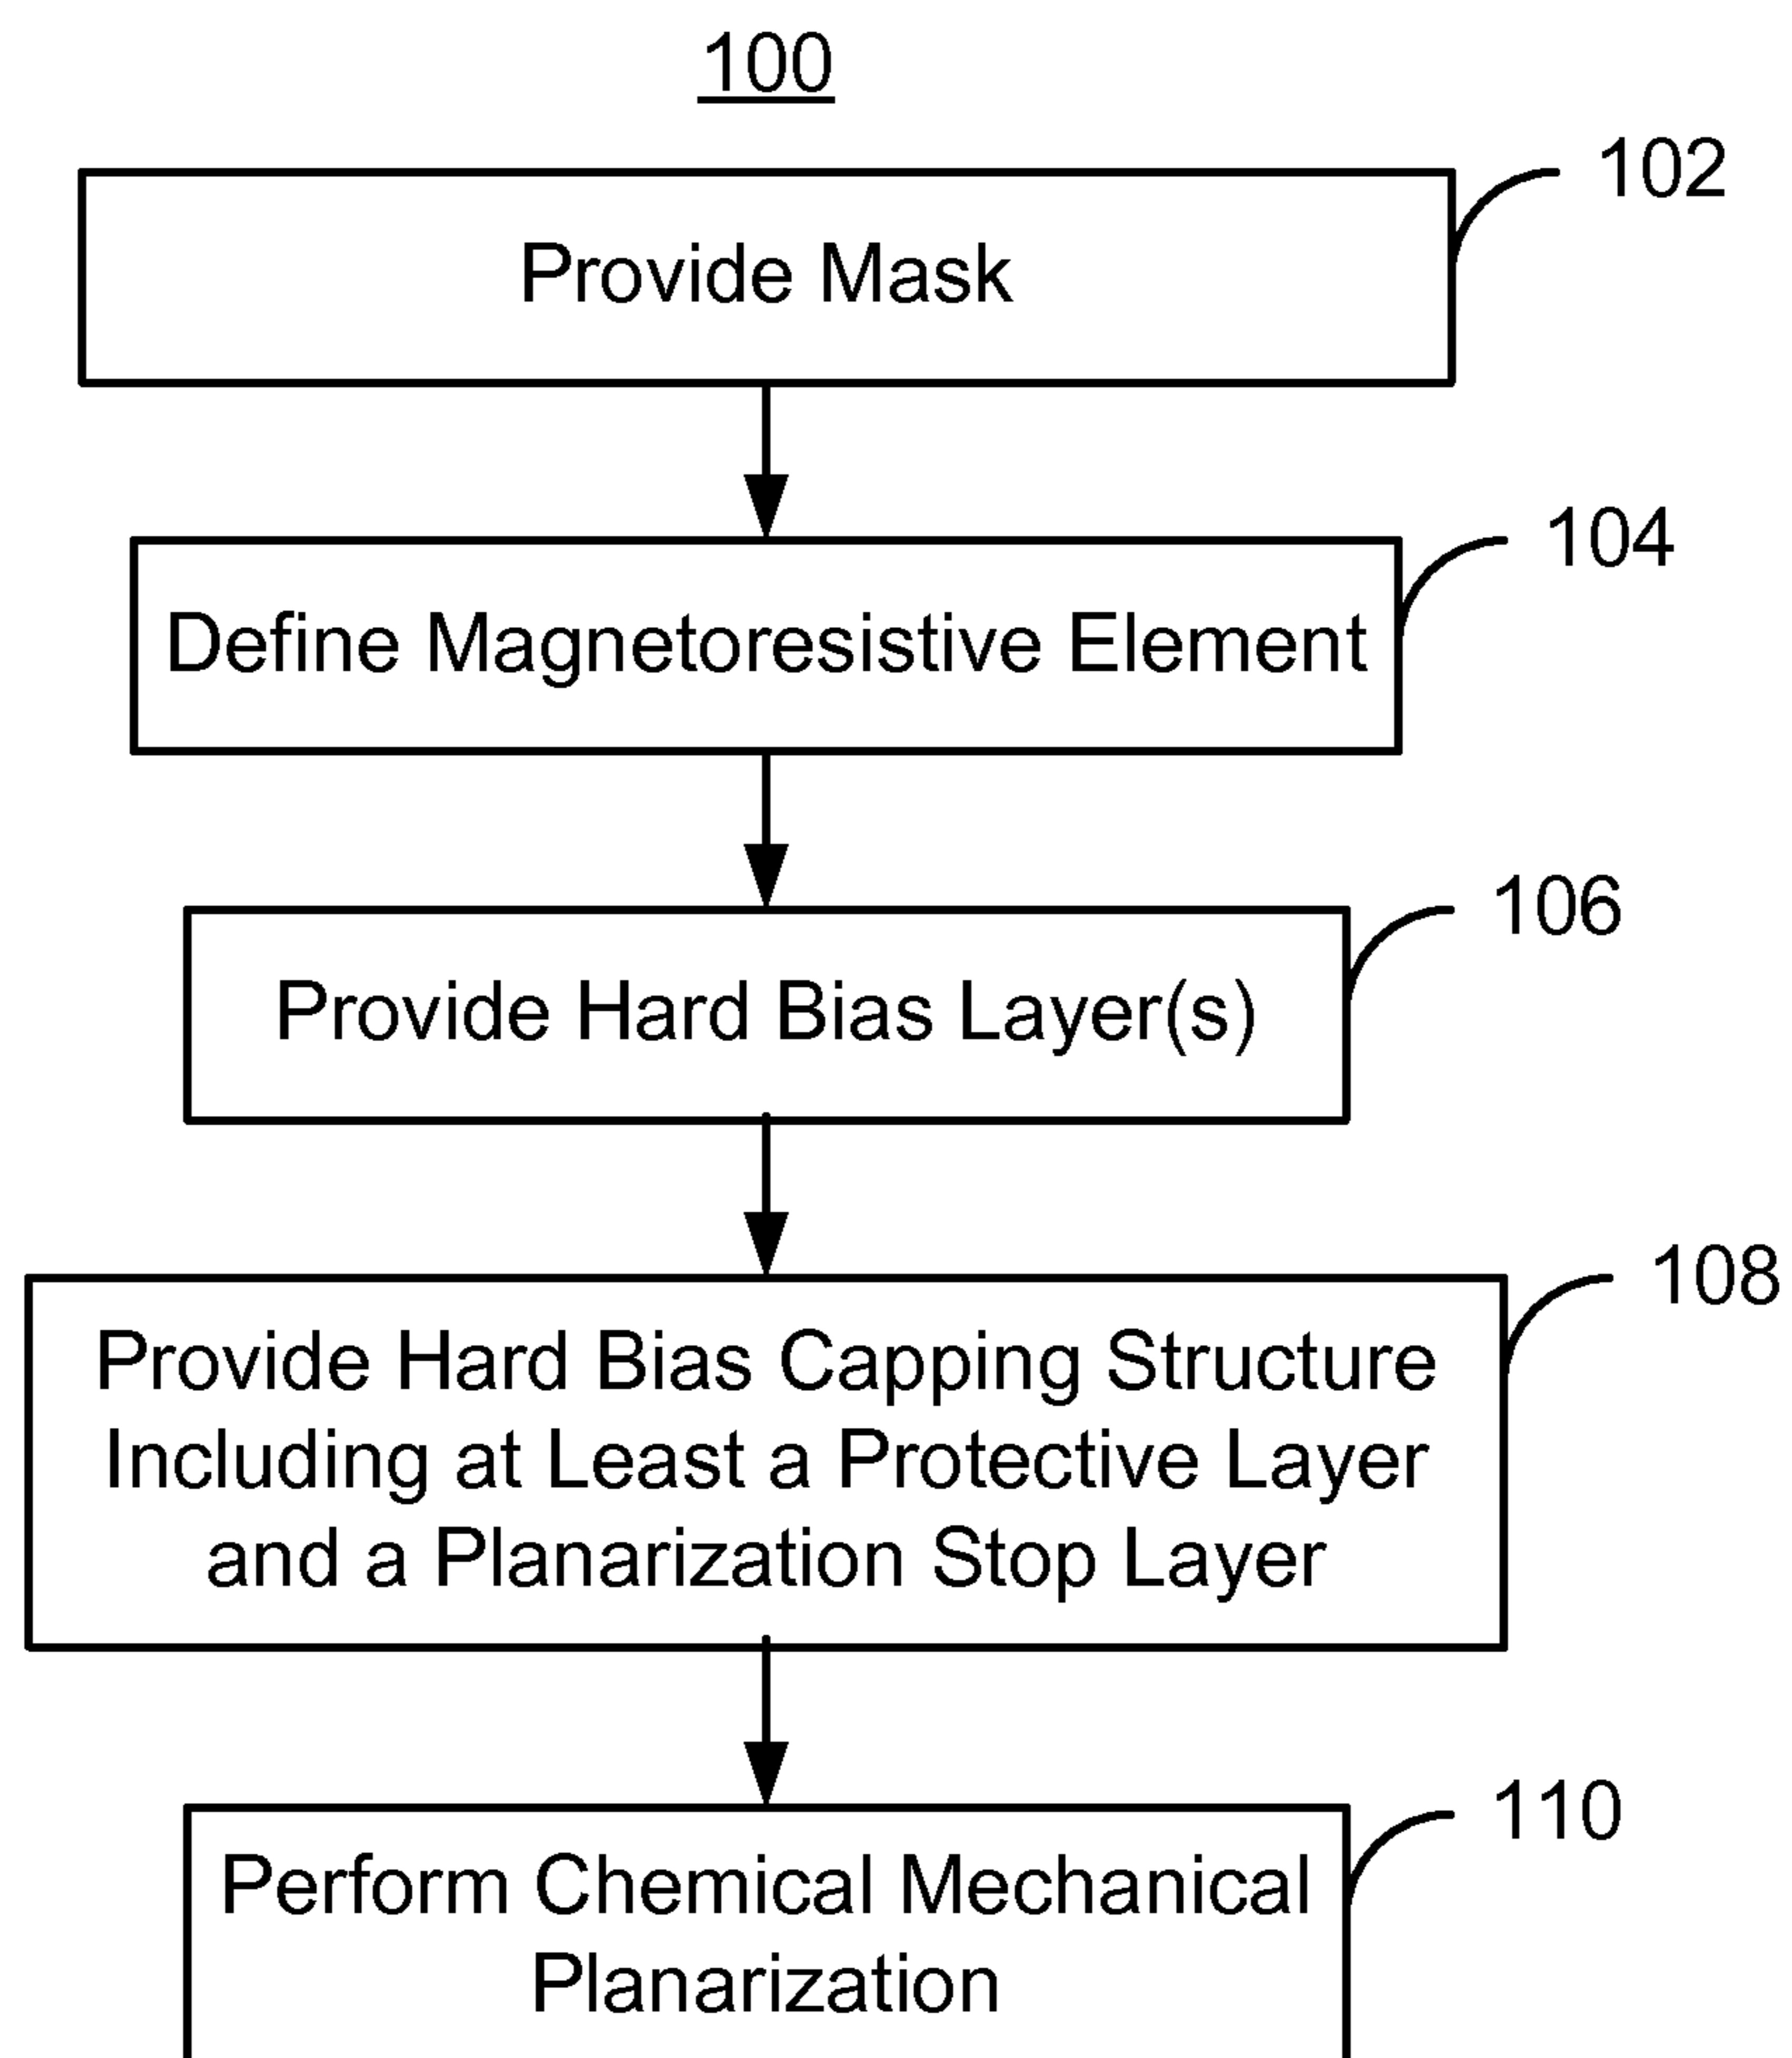 100
102
Provide Mask
104
Define Magnetoresistive Element
106
Provide Hard Bias Layer(s)
108
Provide Hard Bias Capping Structure
Including at Least a Protective Layer
and a Planarization Stop Layer
110
Perform Chemical Mechanical
Planarization